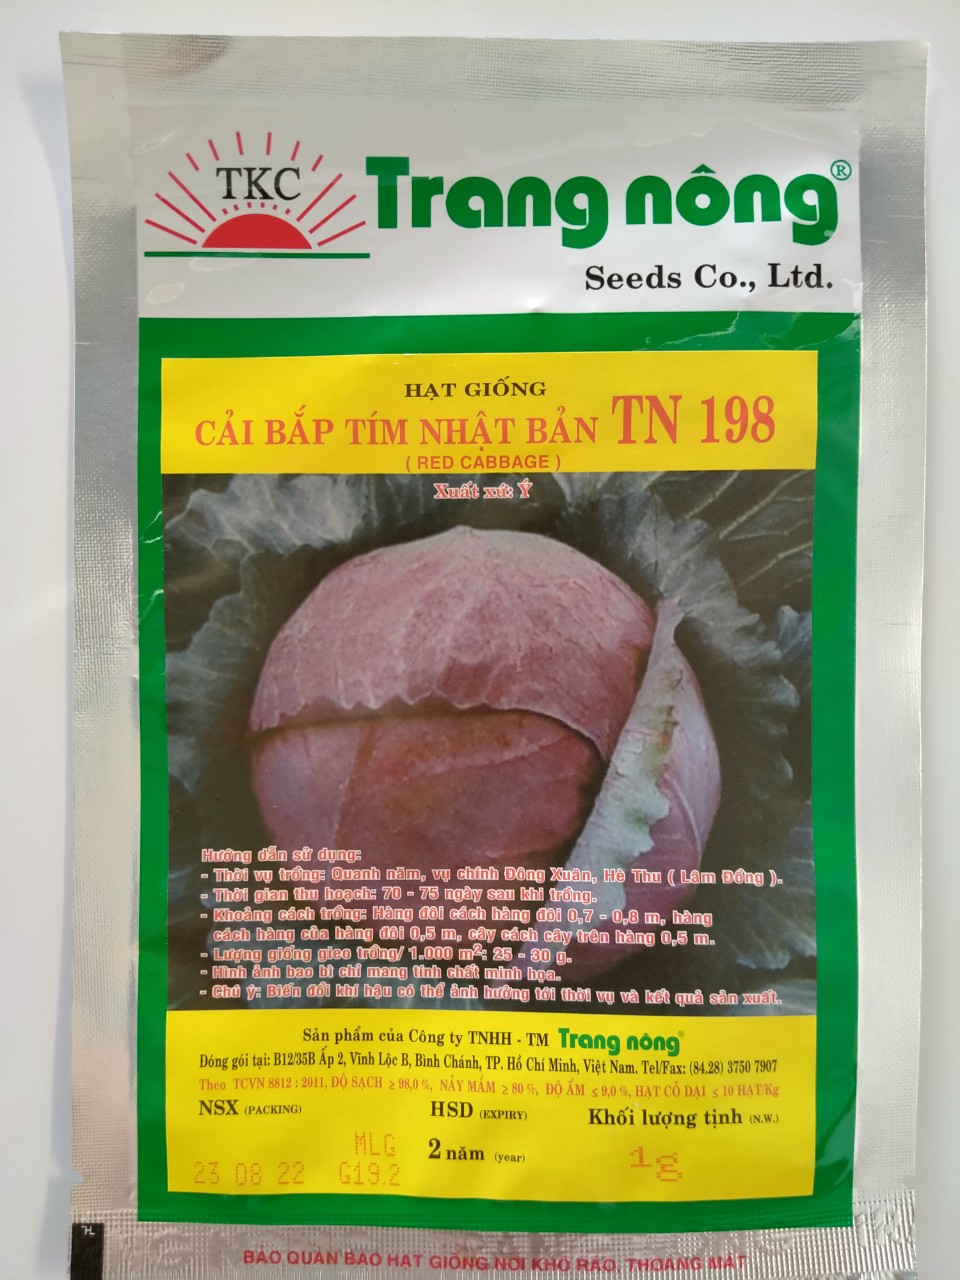 TKC
Trang nông®
Seeds Co., Ltd.
HẠT GIỐNG
CẢI BẮP TÍM NHẬT BẢN TN 198
( RED CABBAGE )
Xuất xứ: Ý
Hướng dẫn sử dụng:
- Thời vụ trồng: Quanh năm, vụ chính Đông Xuân, Hè Thu ( Lâm Đồng ).
- Thời gian thu hoạch: 70 - 75 ngày sau khi trồng.
- Khoảng cách trồng: Hàng đôi cách hàng đôi 0,7 - 0,8 m, hàng
cách hàng của hàng đôi 0,5 m, cây cách cây trên hàng 0,5 m.
- Lượng giống gieo trồng/ 1.000 m²: 25 - 30 g.
- Hình ảnh bao bì chỉ mang tính chất minh họa.
- Chú ý: Biến đổi khí hậu có thể ảnh hưởng tới thời vụ và kết quả sản xuất.
Sản phẩm của Công ty TNHH - TM Trang nông®
Đóng gói tại: B12/35B Ấp 2, Vĩnh Lộc B, Bình Chánh, TP. Hồ Chí Minh, Việt Nam. Tel/Fax: (84.28) 3750 7907
Theo TCVN 8812 : 2011, ĐỘ SẠCH ≥ 98,0 %, NẢY MẦM ≥ 80 %, ĐỘ ẨM ≤ 9,0 %, HẠT CỎ DẠI ≤ 10 HẠT/Kg
NSX (PACKING) HSD (EXPIRY) Khối lượng tịnh (N.W.)
MLG 2 năm (year) 1g
23 08 22 G19.2
BẢO QUẢN BAO HẠT GIỐNG NƠI KHÔ RÁO, THOÁNG MÁT